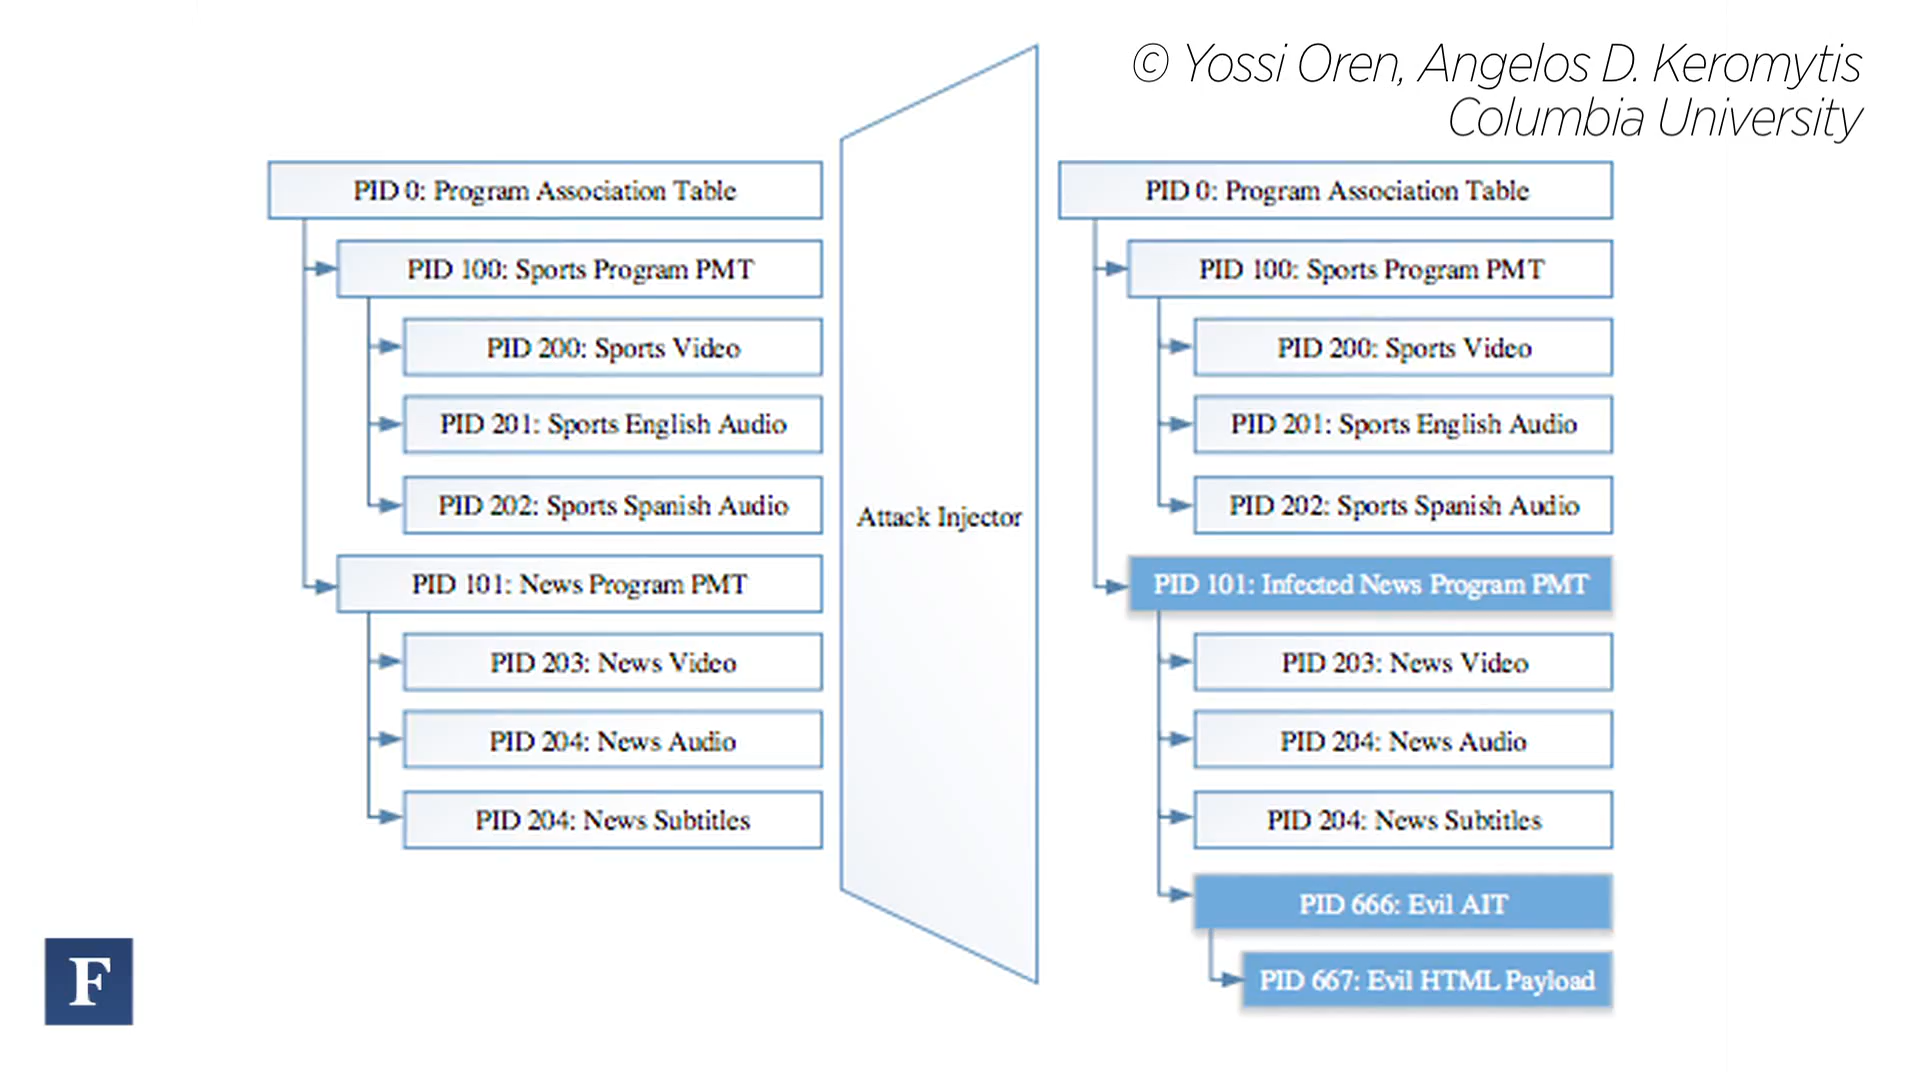 © Yossi Oren, Angelos D. Keromytis
Columbia University
PID 0: Program Association Table
PID 100: Sports Program PMT
PID 200: Sports Video
PID 201: Sports English Audio
PID 202: Sports Spanish Audio
PID 101: News Program PMT
PID 203: News Video
PID 204: News Audio
PID 204: News Subtitles
Attack Injector
PID 0: Program Association Table
PID 100: Sports Program PMT
PID 200: Sports Video
PID 201: Sports English Audio
PID 202: Sports Spanish Audio
PID 101: Infected News Program PMT
PID 203: News Video
PID 204: News Audio
PID 204: News Subtitles
PID 666: Evil AIT
PID 667: Evil HTML Payload
F